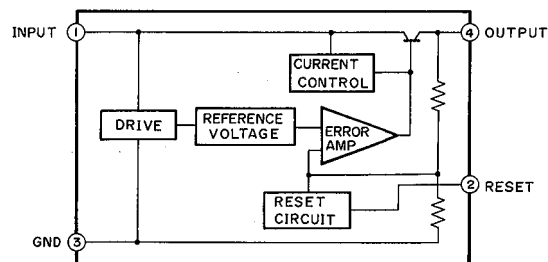 INPUT 1
4 OUTPUT
CURRENT
CONTROL
DRIVE
REFERENCE
VOLTAGE
ERROR
AMP
2 RESET
RESET
CIRCUIT
GND 3